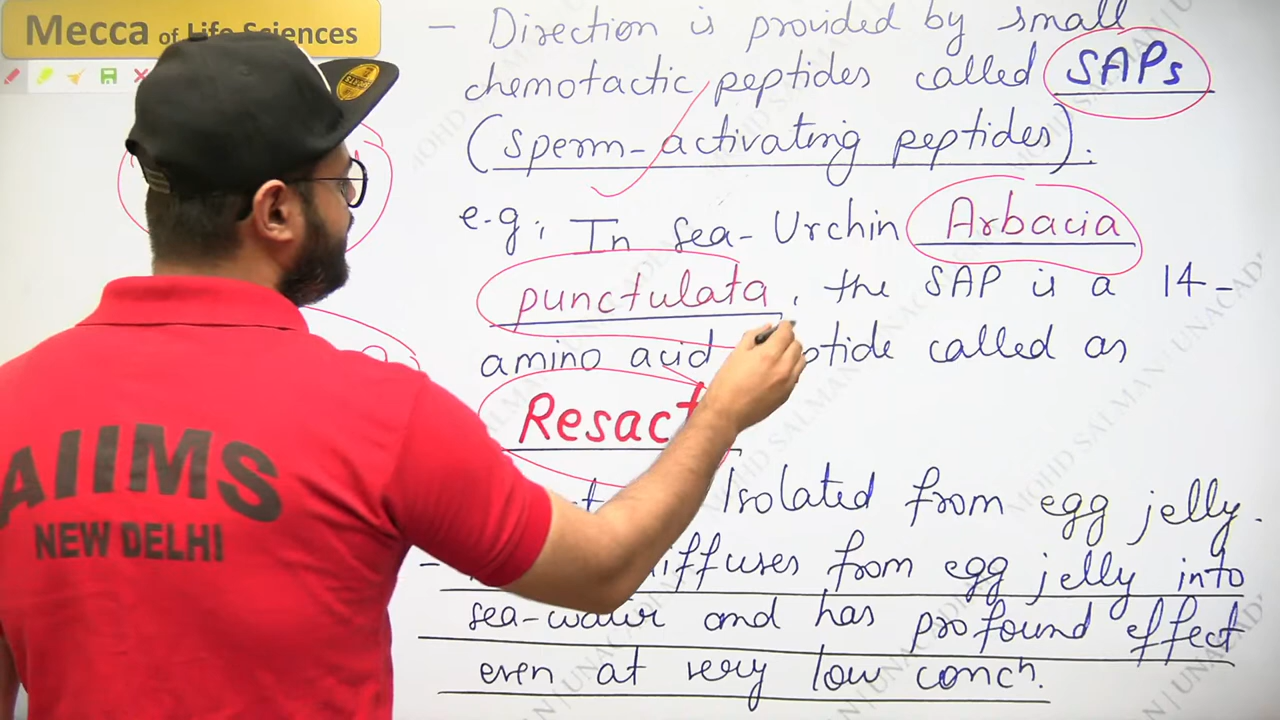 Mecca of Life Sciences
- Direction is provided by small
chemotactic peptides called SAPs
(sperm-activating peptides).
e.g; In Sea-Urchin Arbacia
punctulata, the SAP is a 14-
amino acid called as
Resact
Isolated from egg jelly.
- from egg jelly into
sea-water and has profound effect
even at very low concn.
AIIMS
NEW DELHI